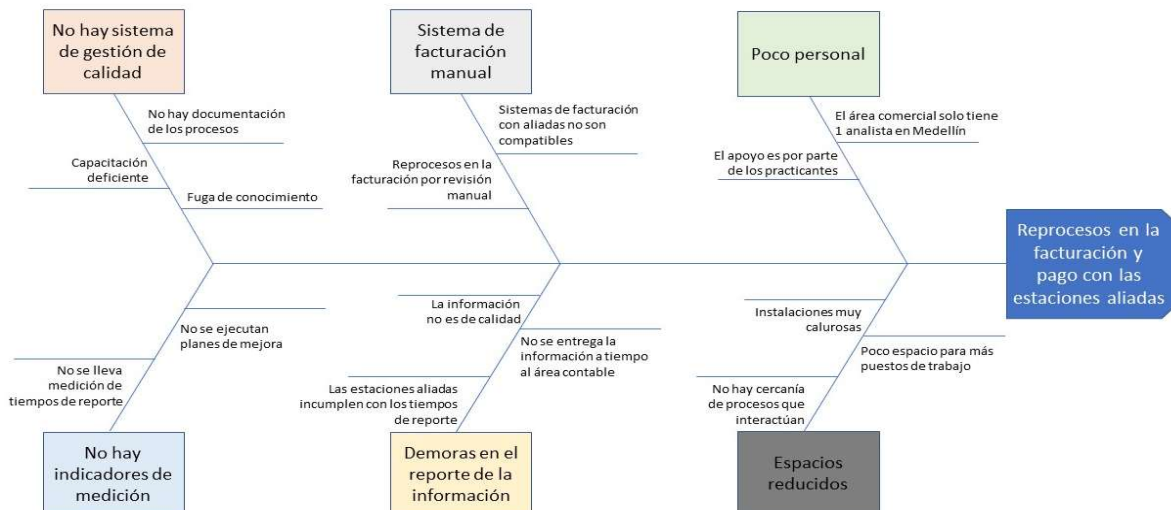 No hay sistema
de gestión de
calidad
Sistema de
facturación
manual
Poco personal
No hay documentación
de los procesos
Capacitación
deficiente
Fuga de conocimiento
Sistemas de facturación
con aliadas no son
compatibles
Reprocesos en la
facturación por revisión
manual
El área comercial solo tiene
1 analista en Medellín
El apoyo es por parte
de los practicantes
Reprocesos en la
facturación y
pago con las
estaciones aliadas
No se ejecutan
planes de mejora
No se lleva
medición de
tiempos de reporte
La información
no es de calidad
No se entrega la
información a tiempo
al área contable
Las estaciones aliadas
incumplen con los tiempos
de reporte
Instalaciones muy
calurosas
Poco espacio para más
puestos de trabajo
No hay cercanía
de procesos que
interactúan
No hay
indicadores de
medición
Demoras en el
reporte de la
información
Espacios
reducidos